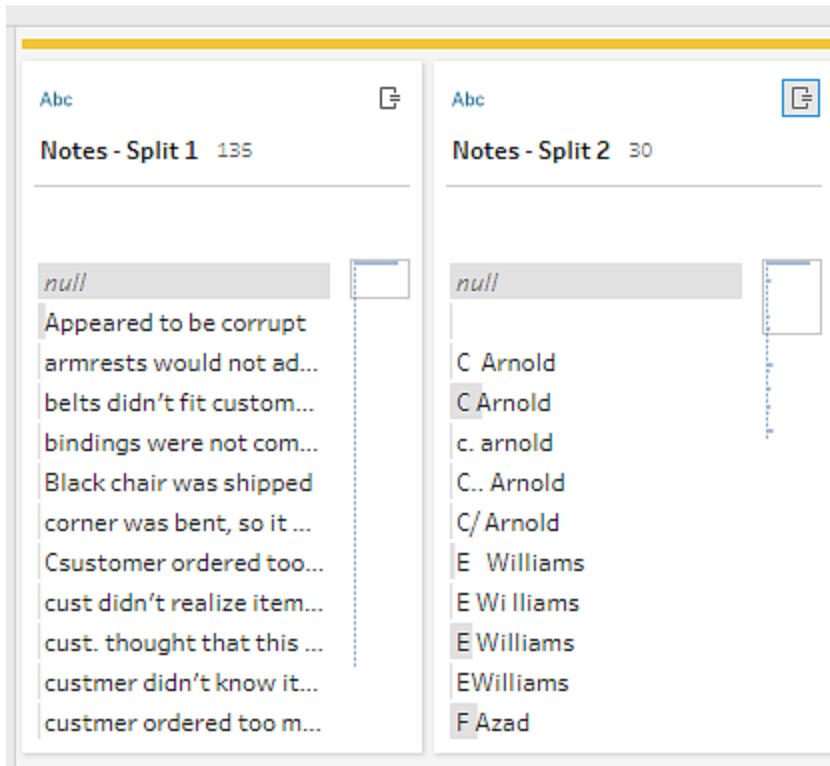 Abc
Notes - Split 1 135
null
Appeared to be corrupt
armrests would not ad...
belts didn’t fit custom...
bindings were not com...
Black chair was shipped
corner was bent, so it ...
Csustomer ordered too...
cust didn’t realize item...
cust. thought that this ...
custmer didn’t know it...
custmer ordered too m...
Abc
Notes - Split 2 30
null
C  Arnold
C Arnold
c. arnold
C.. Arnold
C/ Arnold
E   Williams
E Wi lliams
E Williams
EWilliams
F Azad